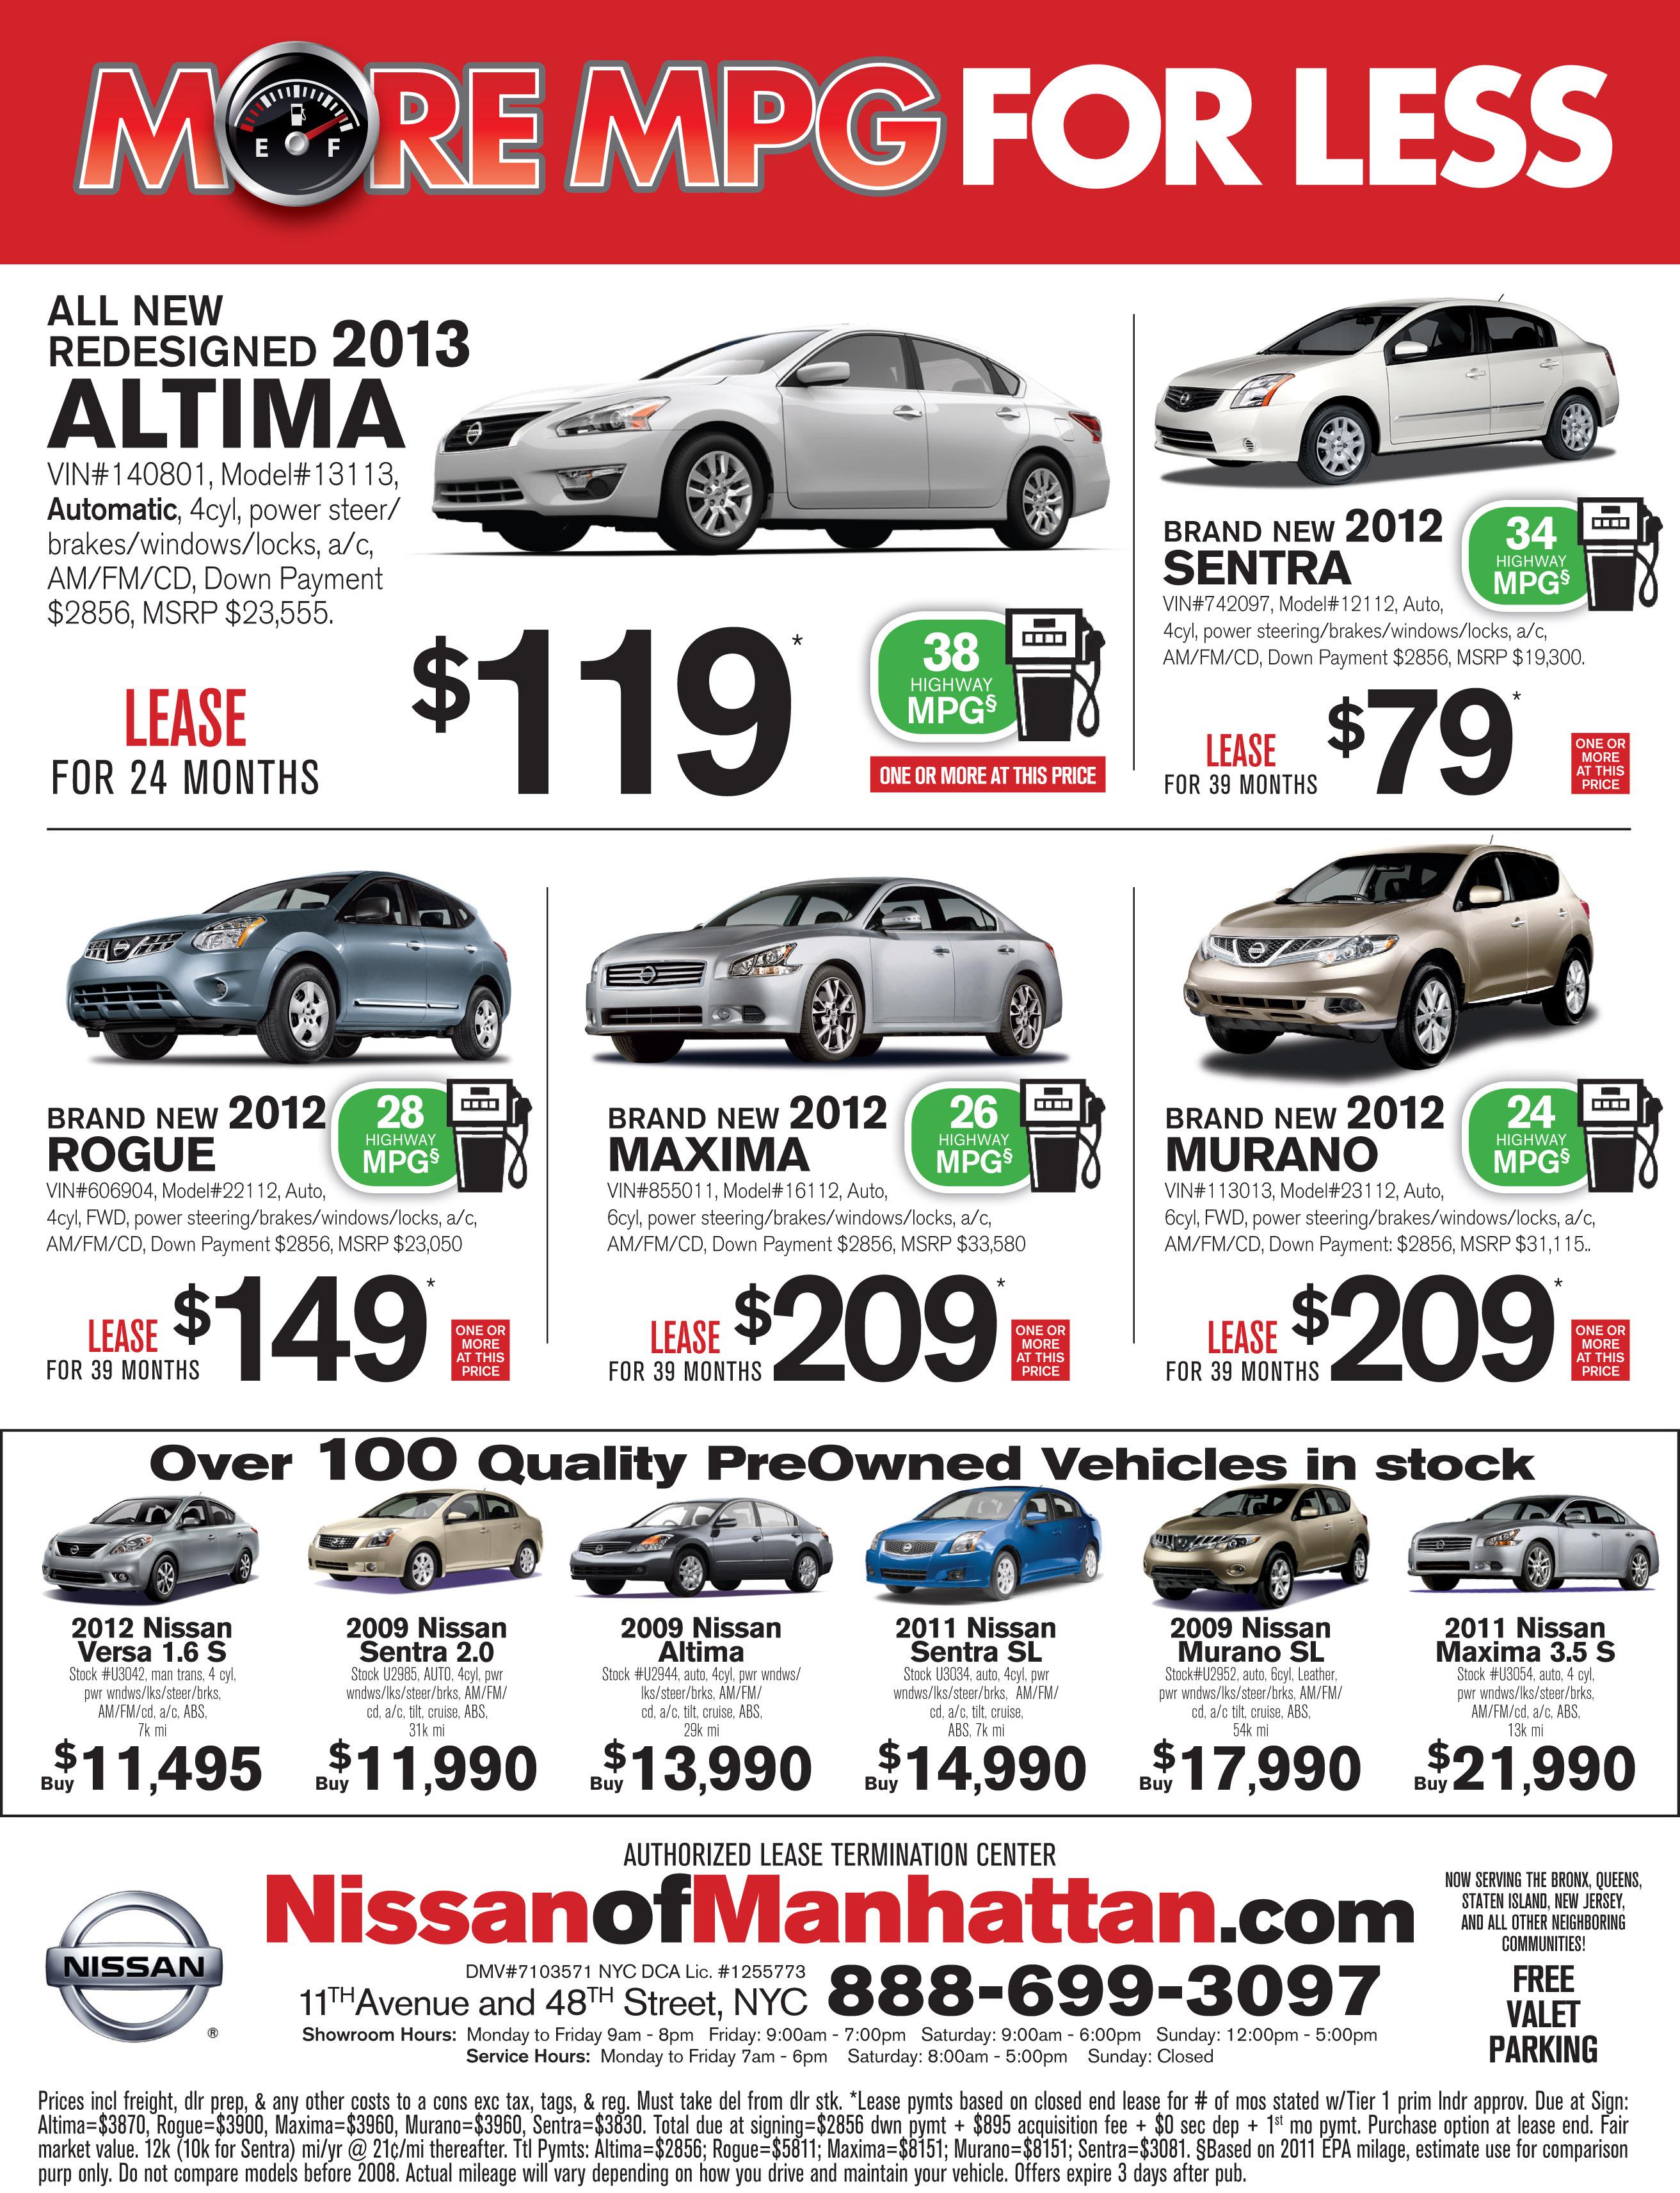 MORE MPG FOR LESS
E F
ALL NEW
REDESIGNED 2013
ALTIMA
VIN#140801, Model#13113,
Automatic, 4cyl, power steer/
brakes/windows/locks, a/c,
AM/FM/CD, Down Payment
$2856, MSRP $23,555.
LEASE
FOR 24 MONTHS
$119*
38
HIGHWAY
MPG§
ONE OR MORE AT THIS PRICE
BRAND NEW 2012
SENTRA
34
HIGHWAY
MPG§
VIN#742097, Model#12112, Auto,
4cyl, power steering/brakes/windows/locks, a/c,
AM/FM/CD, Down Payment $2856, MSRP $19,300.
LEASE
FOR 39 MONTHS
$79*
ONE OR
MORE
AT THIS
PRICE
BRAND NEW 2012
ROGUE
28
HIGHWAY
MPG§
VIN#606904, Model#22112, Auto,
4cyl, FWD, power steering/brakes/windows/locks, a/c,
AM/FM/CD, Down Payment $2856, MSRP $23,050
LEASE
FOR 39 MONTHS
$149*
ONE OR
MORE
AT THIS
PRICE
BRAND NEW 2012
MAXIMA
26
HIGHWAY
MPG§
VIN#855011, Model#16112, Auto,
6cyl, power steering/brakes/windows/locks, a/c,
AM/FM/CD, Down Payment $2856, MSRP $33,580
LEASE
FOR 39 MONTHS
$209*
ONE OR
MORE
AT THIS
PRICE
BRAND NEW 2012
MURANO
24
HIGHWAY
MPG§
VIN#113013, Model#23112, Auto,
6cyl, FWD, power steering/brakes/windows/locks, a/c,
AM/FM/CD, Down Payment: $2856, MSRP $31,115..
LEASE
FOR 39 MONTHS
$209*
ONE OR
MORE
AT THIS
PRICE
Over 100 Quality PreOwned Vehicles in stock
2012 Nissan
Versa 1.6 S
Stock #U3042, man trans, 4 cyl,
pwr wndws/lks/steer/brks,
AM/FM/cd, a/c, ABS,
7k mi
Buy $11,495
2009 Nissan
Sentra 2.0
Stock U2985, AUTO, 4cyl, pwr
wndws/lks/steer/brks, AM/FM/
cd, a/c, tilt, cruise, ABS,
31k mi
Buy $11,990
2009 Nissan
Altima
Stock #U2944, auto, 4cyl, pwr wndws/
lks/steer/brks, AM/FM/
cd, a/c, tilt, cruise, ABS,
29k mi
Buy $13,990
2011 Nissan
Sentra SL
Stock U3034, auto, 4cyl, pwr
wndws/lks/steer/brks, AM/FM/
cd, a/c, tilt, cruise,
ABS, 7k mi
Buy $14,990
2009 Nissan
Murano SL
Stock#U2952, auto, 6cyl, Leather,
pwr wndws/lks/steer/brks, AM/FM/
cd, a/c tilt, cruise, ABS,
54k mi
Buy $17,990
2011 Nissan
Maxima 3.5 S
Stock #U3054, auto, 4 cyl,
pwr wndws/lks/steer/brks,
AM/FM/cd, a/c, ABS,
13k mi
Buy $21,990
NISSAN
®
AUTHORIZED LEASE TERMINATION CENTER
NissanofManhattan.com
DMV#7103571 NYC DCA Lic. #1255773
11TH Avenue and 48TH Street, NYC
888-699-3097
Showroom Hours: Monday to Friday 9am - 8pm Friday: 9:00am - 7:00pm Saturday: 9:00am - 6:00pm Sunday: 12:00pm - 5:00pm
Service Hours: Monday to Friday 7am - 6pm Saturday: 8:00am - 5:00pm Sunday: Closed
NOW SERVING THE BRONX, QUEENS,
STATEN ISLAND, NEW JERSEY,
AND ALL OTHER NEIGHBORING
COMMUNITIES!
FREE
VALET
PARKING
Prices incl freight, dlr prep, & any other costs to a cons exc tax, tags, & reg. Must take del from dlr stk. *Lease pymts based on closed end lease for # of mos stated w/Tier 1 prim lndr approv. Due at Sign:
Altima=$3870, Rogue=$3900, Maxima=$3960, Murano=$3960, Sentra=$3830. Total due at signing=$2856 dwn pymt + $895 acquisition fee + $0 sec dep + 1st mo pymt. Purchase option at lease end. Fair
market value. 12k (10k for Sentra) mi/yr @ 21¢/mi thereafter. Ttl Pymts: Altima=$2856; Rogue=$5811; Maxima=$8151; Murano=$8151; Sentra=$3081. §Based on 2011 EPA milage, estimate use for comparison
purp only. Do not compare models before 2008. Actual mileage will vary depending on how you drive and maintain your vehicle. Offers expire 3 days after pub.